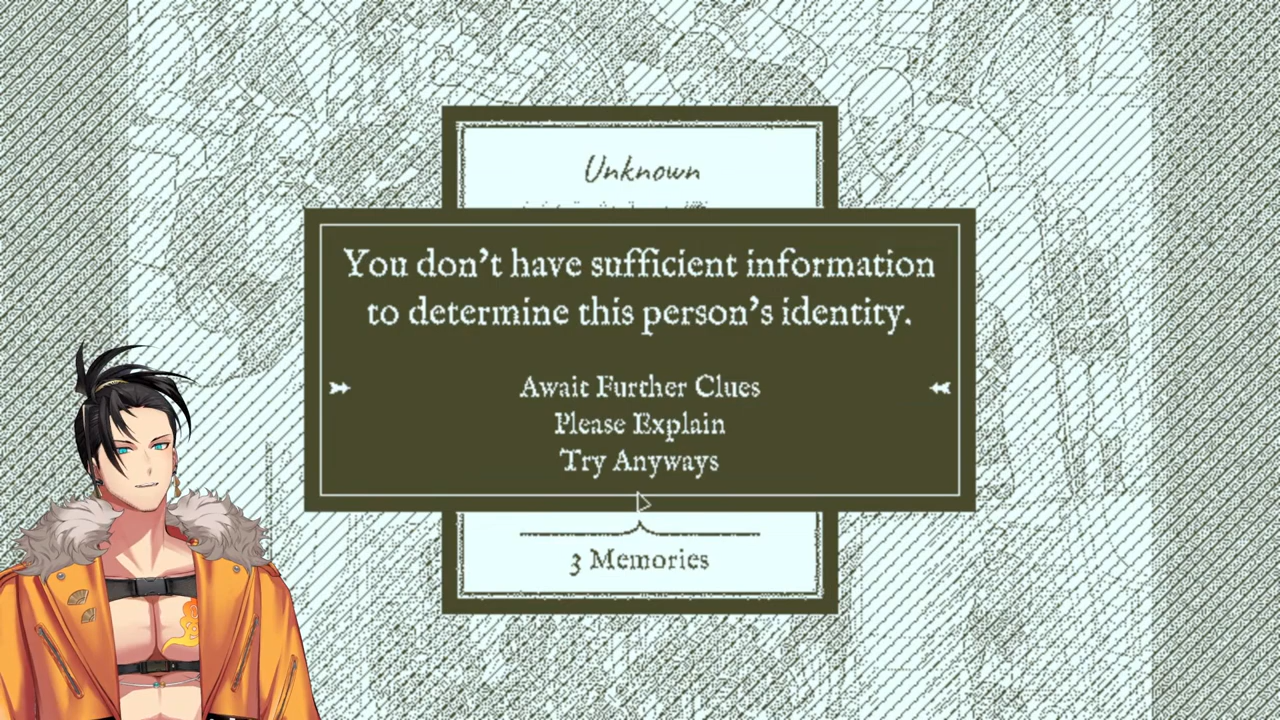 Unknown
You don't have sufficient information
to determine this person's identity.
Await Further Clues
Please Explain
Try Anyways
3 Memories